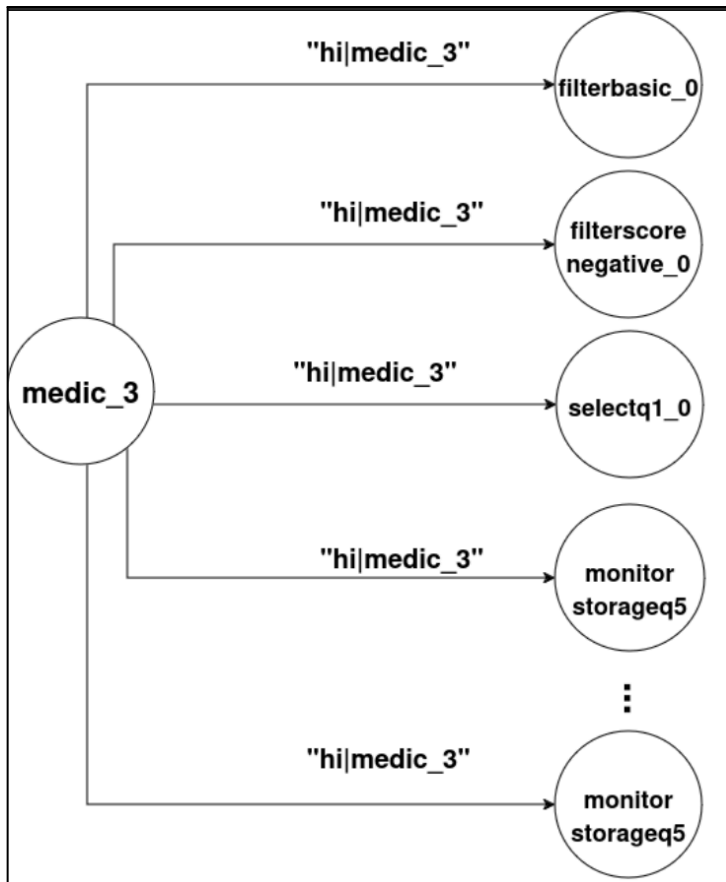 "hi|medic_3"
filterbasic_0
"hi|medic_3"
filterscore
negative_0
"hi|medic_3"
medic_3
selectq1_0
"hi|medic_3"
monitor
storageq5
"hi|medic_3"
monitor
storageq5